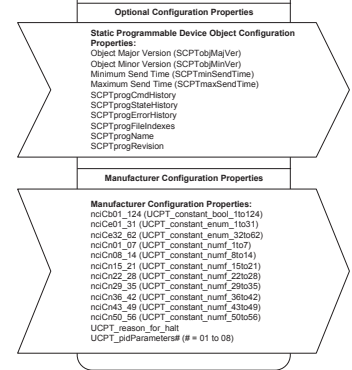 Optional Configuration Properties
Static Programmable Device Object Configuration
Properties:
Object Major Version (SCPTobjMajVer)
Object Minor Version (SCPTobjMinVer)
Minimum Send Time (SCPTminSendTime)
Maximum Send Time (SCPTmaxSendTime)
SCPTprogCmdHistory
SCPTprogStateHistory
SCPTprogErrorHistory
SCPTprogFileIndexes
SCPTprogName
SCPTprogRevision
Manufacturer Configuration Properties
Manufacturer Configuration Properties:
nciCb01_124 (UCPT_constant_bool_1to124)
nciCe01_31 (UCPT_constant_enum_1to31)
nciCe32_62 (UCPT_constant_enum_32to62)
nciCn01_07 (UCPT_constant_numf_1to7)
nciCn08_14 (UCPT_constant_numf_8to14)
nciCn15_21 (UCPT_constant_numf_15to21)
nciCn22_28 (UCPT_constant_numf_22to28)
nciCn29_35 (UCPT_constant_numf_29to35)
nciCn36_42 (UCPT_constant_numf_36to42)
nciCn43_49 (UCPT_constant_numf_43to49)
nciCn50_56 (UCPT_constant_numf_50to56)
UCPT_reason_for_halt
UCPT_pidParameters# (# = 01 to 08)